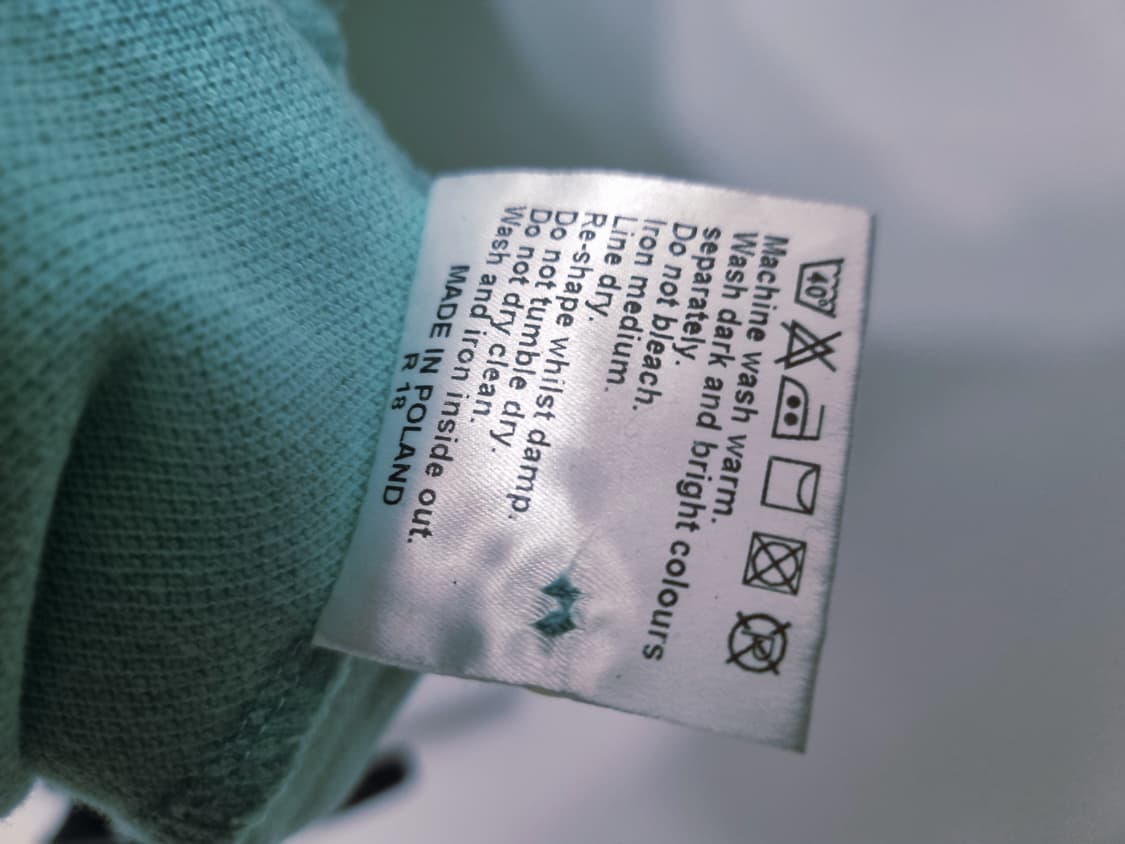 40°
Machine wash warm.
Wash dark and bright colours
separately.
Do not bleach.
Iron medium.
Line dry.
Re-shape whilst damp.
Do not tumble dry.
Do not dry clean.
Wash and iron inside out.
MADE IN POLAND
R 18